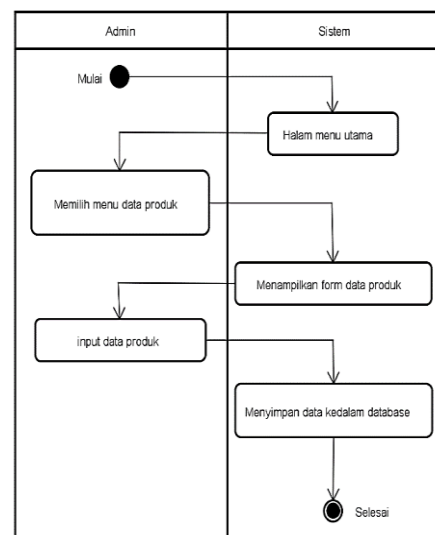 Admin
Sistem
Mulai
Halam menu utama
Memilih menu data produk
Menampilkan form data produk
input data produk
Menyimpan data kedalam database
Selesai